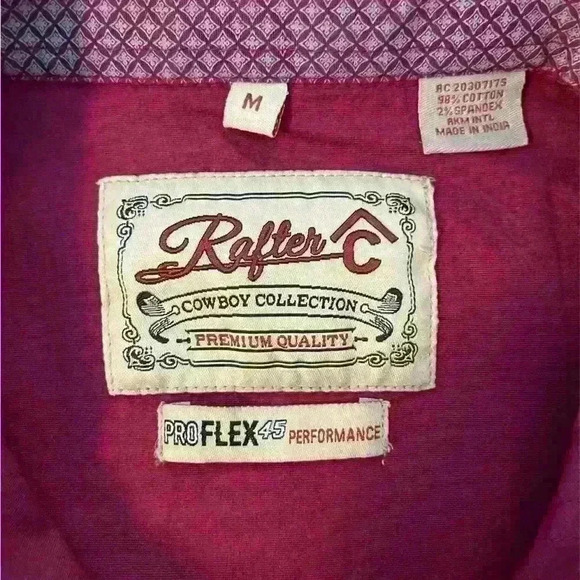 M
RC 20307175
98% COTTON
2% SPANDEX
RKM INTL
MADE IN INDIA
Rafter C
COWBOY COLLECTION
PREMIUM QUALITY
PROFLEX45 PERFORMANCE